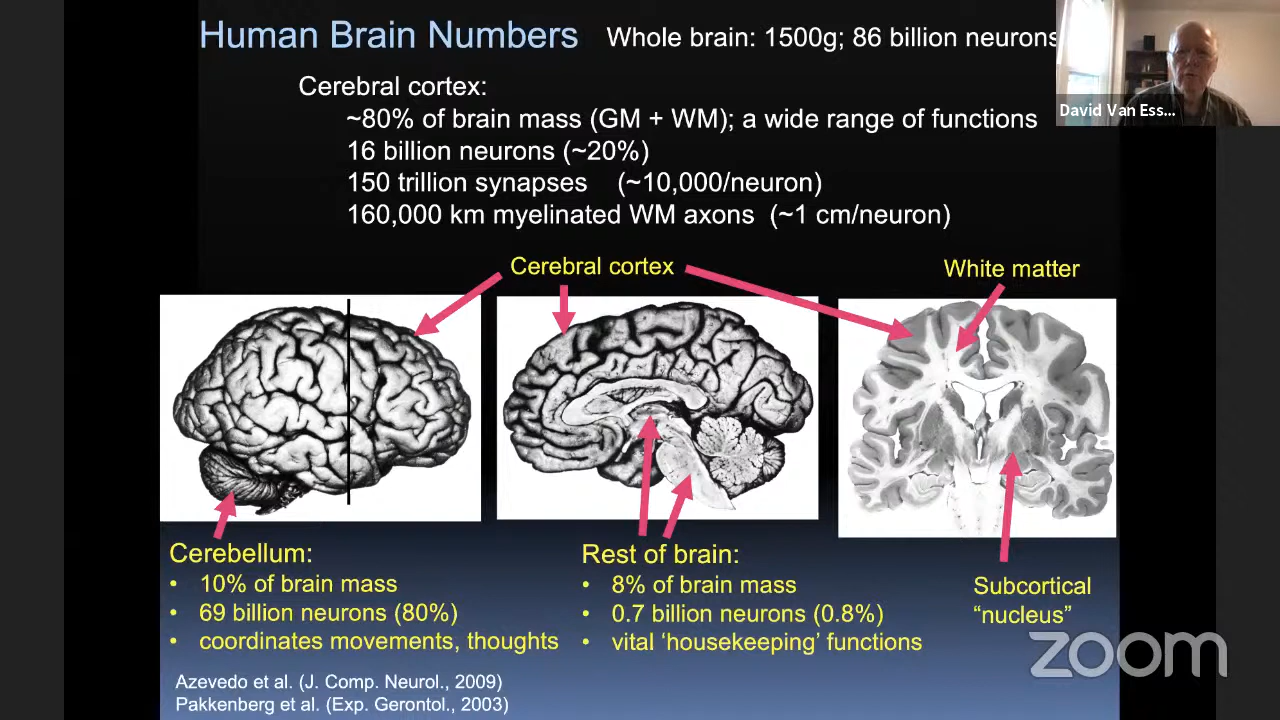 Human Brain Numbers Whole brain: 1500g; 86 billion neurons
David Van Ess...
Cerebral cortex:
~80% of brain mass (GM + WM); a wide range of functions
16 billion neurons (~20%)
150 trillion synapses (~10,000/neuron)
160,000 km myelinated WM axons (~1 cm/neuron)
Cerebral cortex
White matter
Cerebellum:
• 10% of brain mass
• 69 billion neurons (80%)
• coordinates movements, thoughts
Rest of brain:
• 8% of brain mass
• 0.7 billion neurons (0.8%)
• vital ‘housekeeping’ functions
Subcortical
“nucleus”
zoom
Azevedo et al. (J. Comp. Neurol., 2009)
Pakkenberg et al. (Exp. Gerontol., 2003)